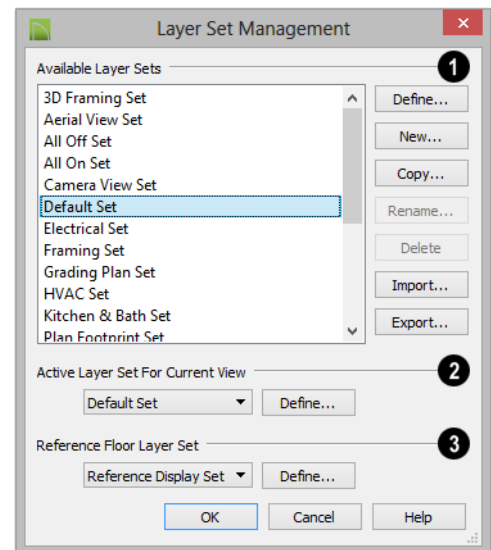 Layer Set Management
Available Layer Sets 1
3D Framing Set
Aerial View Set
All Off Set
All On Set
Camera View Set
Default Set
Electrical Set
Framing Set
Grading Plan Set
HVAC Set
Kitchen & Bath Set
Plan Footprint Set
Define...
New...
Copy...
Rename...
Delete
Import...
Export...
Active Layer Set For Current View 2
Default Set Define...
Reference Floor Layer Set 3
Reference Display Set Define...
OK Cancel Help